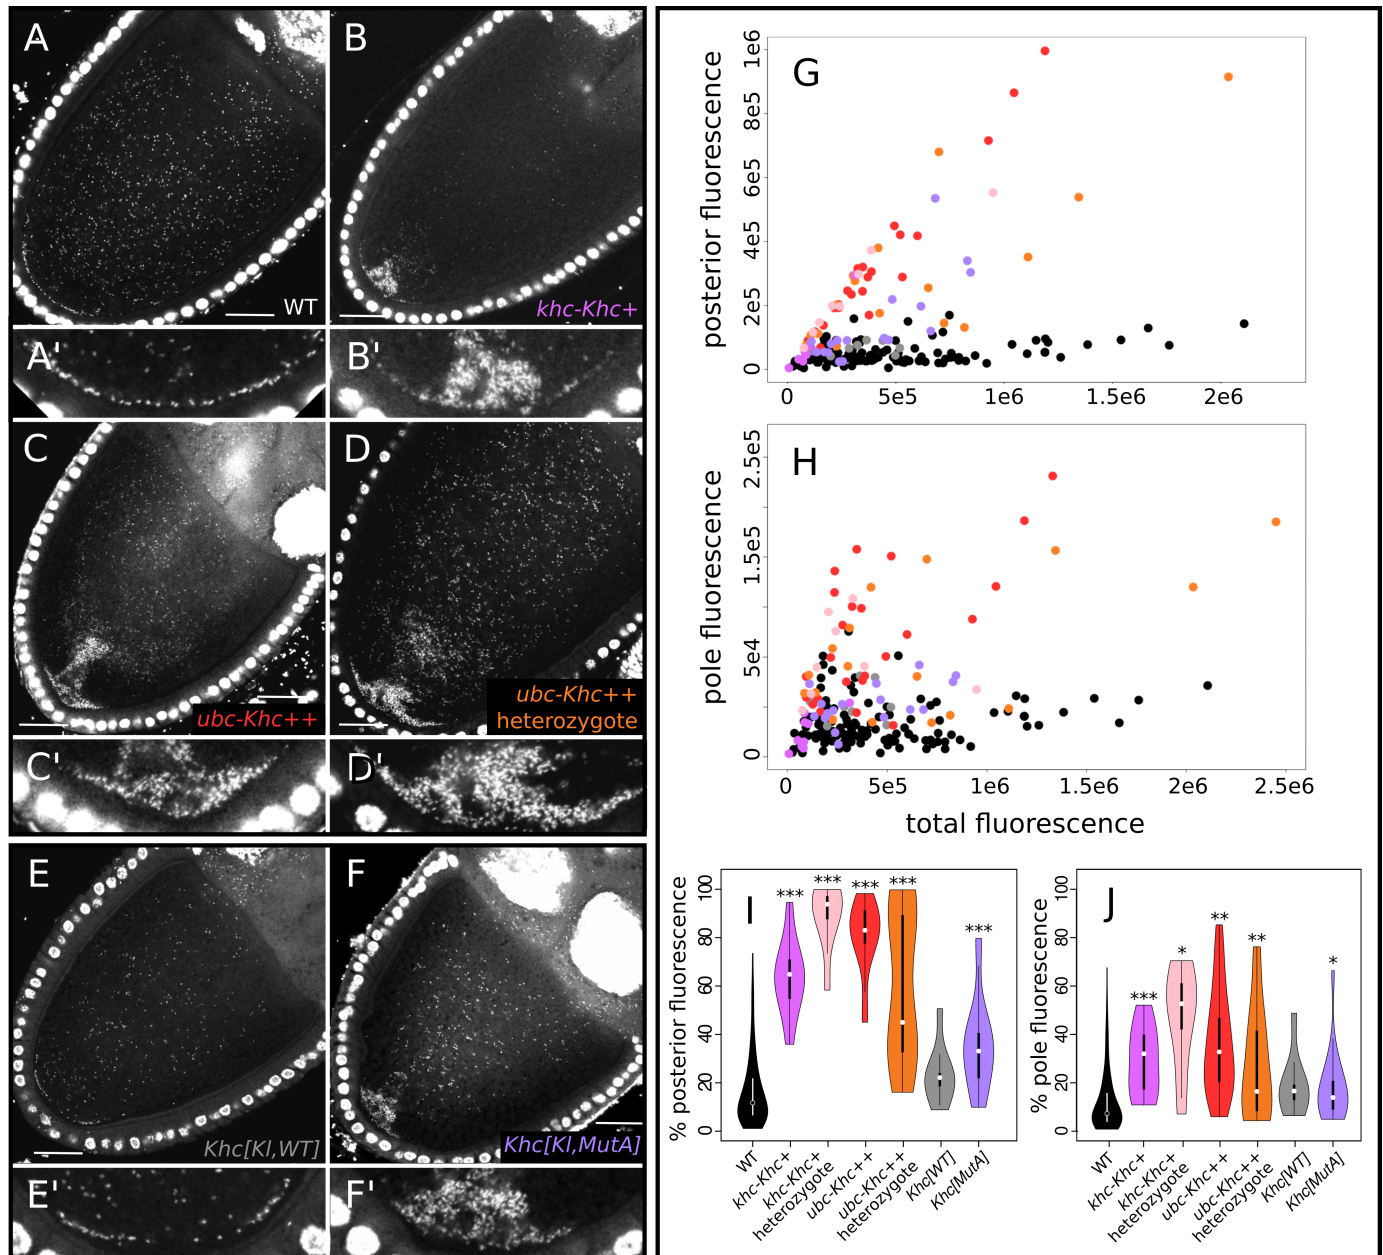 A
B
WT
khc-Khc+
A'
B'
C
D
ubc-Khc++
ubc-Khc++
heterozygote
C'
D'
E
F
Khc[KI,WT]
Khc[KI,MutA]
E'
F'
G
posterior fluorescence
0
2e5
4e5
6e5
8e5
1e6
0
5e5
1e6
1.5e6
2e6
H
pole fluorescence
0
5e4
1.5e5
2.5e5
0
5e5
1e6
1.5e6
2e6
2.5e6
total fluorescence
I
% posterior fluorescence
0
20
40
60
80
100
***
***
***
***
***
WT
khc-Khc+
khc-Khc+
heterozygote
ubc-Khc++
ubc-Khc++
heterozygote
Khc[WT]
Khc[MutA]
J
% pole fluorescence
0
20
40
60
80
100
***
*
**
**
*
WT
khc-Khc+
khc-Khc+
heterozygote
ubc-Khc++
ubc-Khc++
heterozygote
Khc[WT]
Khc[MutA]